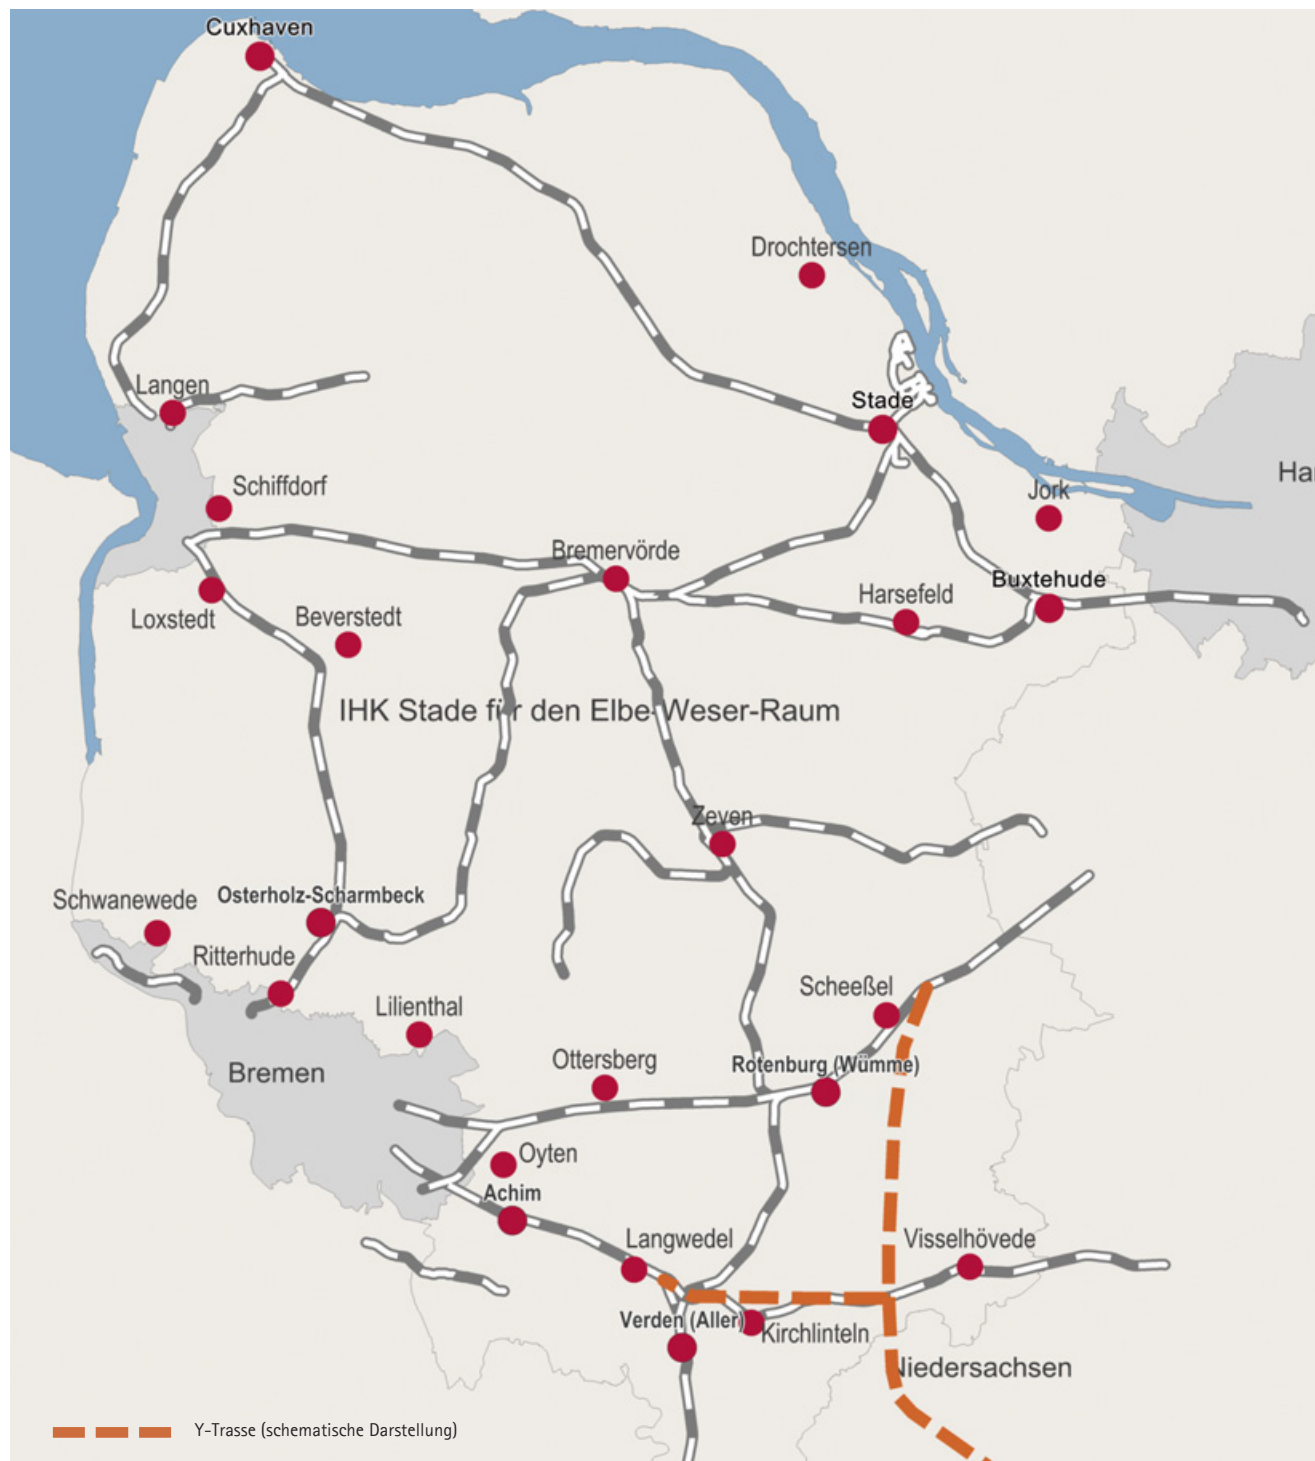 Cuxhaven
Drochtersen
Langen
Stade
Ha
Schiffdorf
Jork
Bremervörde
Buxtehude
Harsefeld
Loxstedt
Beverstedt
IHK Stade für den Elbe-Weser-Raum
Zeven
Osterholz-Scharmbeck
Schwanewede
Ritterhude
Scheeßel
Lilienthal
Ottersberg
Rotenburg (Wümme)
Bremen
Oyten
Achim
Langwedel
Visselhövede
Verden (Aller)
Kirchlinteln
Niedersachsen
Y-Trasse (schematische Darstellung)